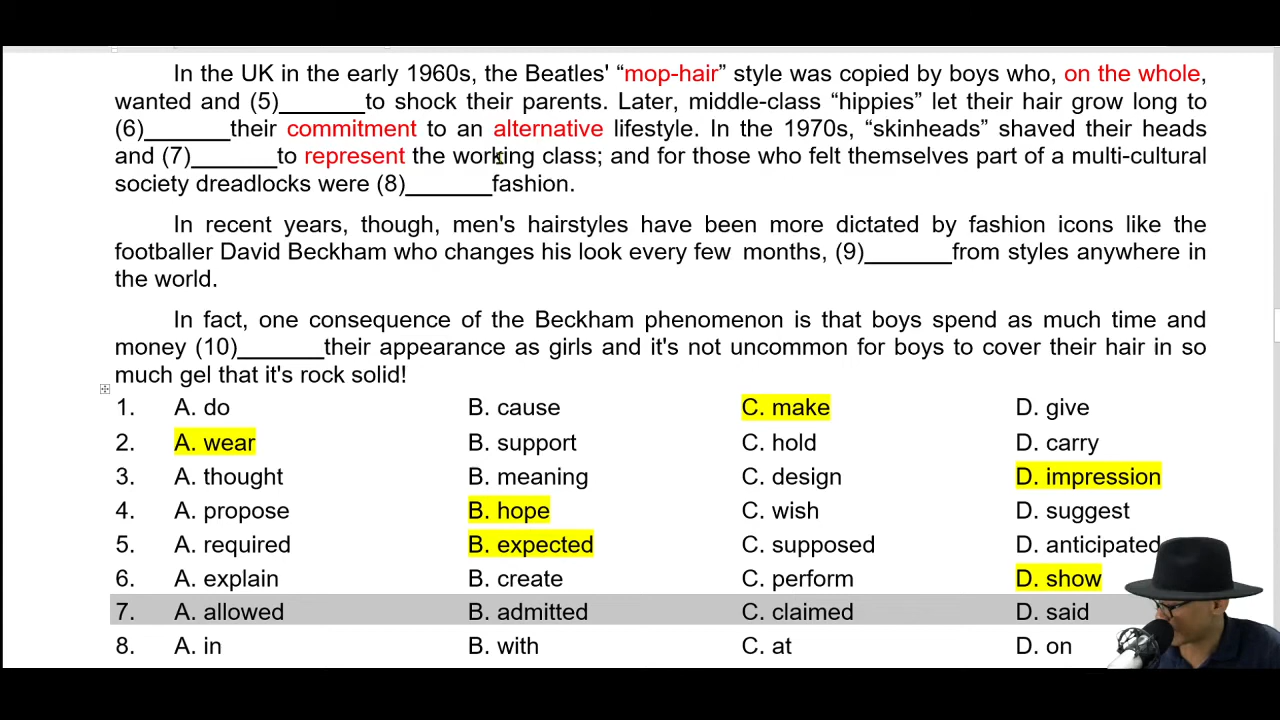 In the UK in the early 1960s, the Beatles' “mop-hair” style was copied by boys who, on the whole,
wanted and (5)_______to shock their parents. Later, middle-class “hippies” let their hair grow long to
(6)_______their commitment to an alternative lifestyle. In the 1970s, “skinheads” shaved their heads
and (7)_______to represent the working class; and for those who felt themselves part of a multi-cultural
society dreadlocks were (8)_______fashion.
In recent years, though, men's hairstyles have been more dictated by fashion icons like the
footballer David Beckham who changes his look every few months, (9)_______from styles anywhere in
the world.
In fact, one consequence of the Beckham phenomenon is that boys spend as much time and
money (10)_______their appearance as girls and it's not uncommon for boys to cover their hair in so
much gel that it's rock solid!
1. A. do B. cause C. make D. give
2. A. wear B. support C. hold D. carry
3. A. thought B. meaning C. design D. impression
4. A. propose B. hope C. wish D. suggest
5. A. required B. expected C. supposed D. anticipated
6. A. explain B. create C. perform D. show
7. A. allowed B. admitted C. claimed D. said
8. A. in B. with C. at D. on